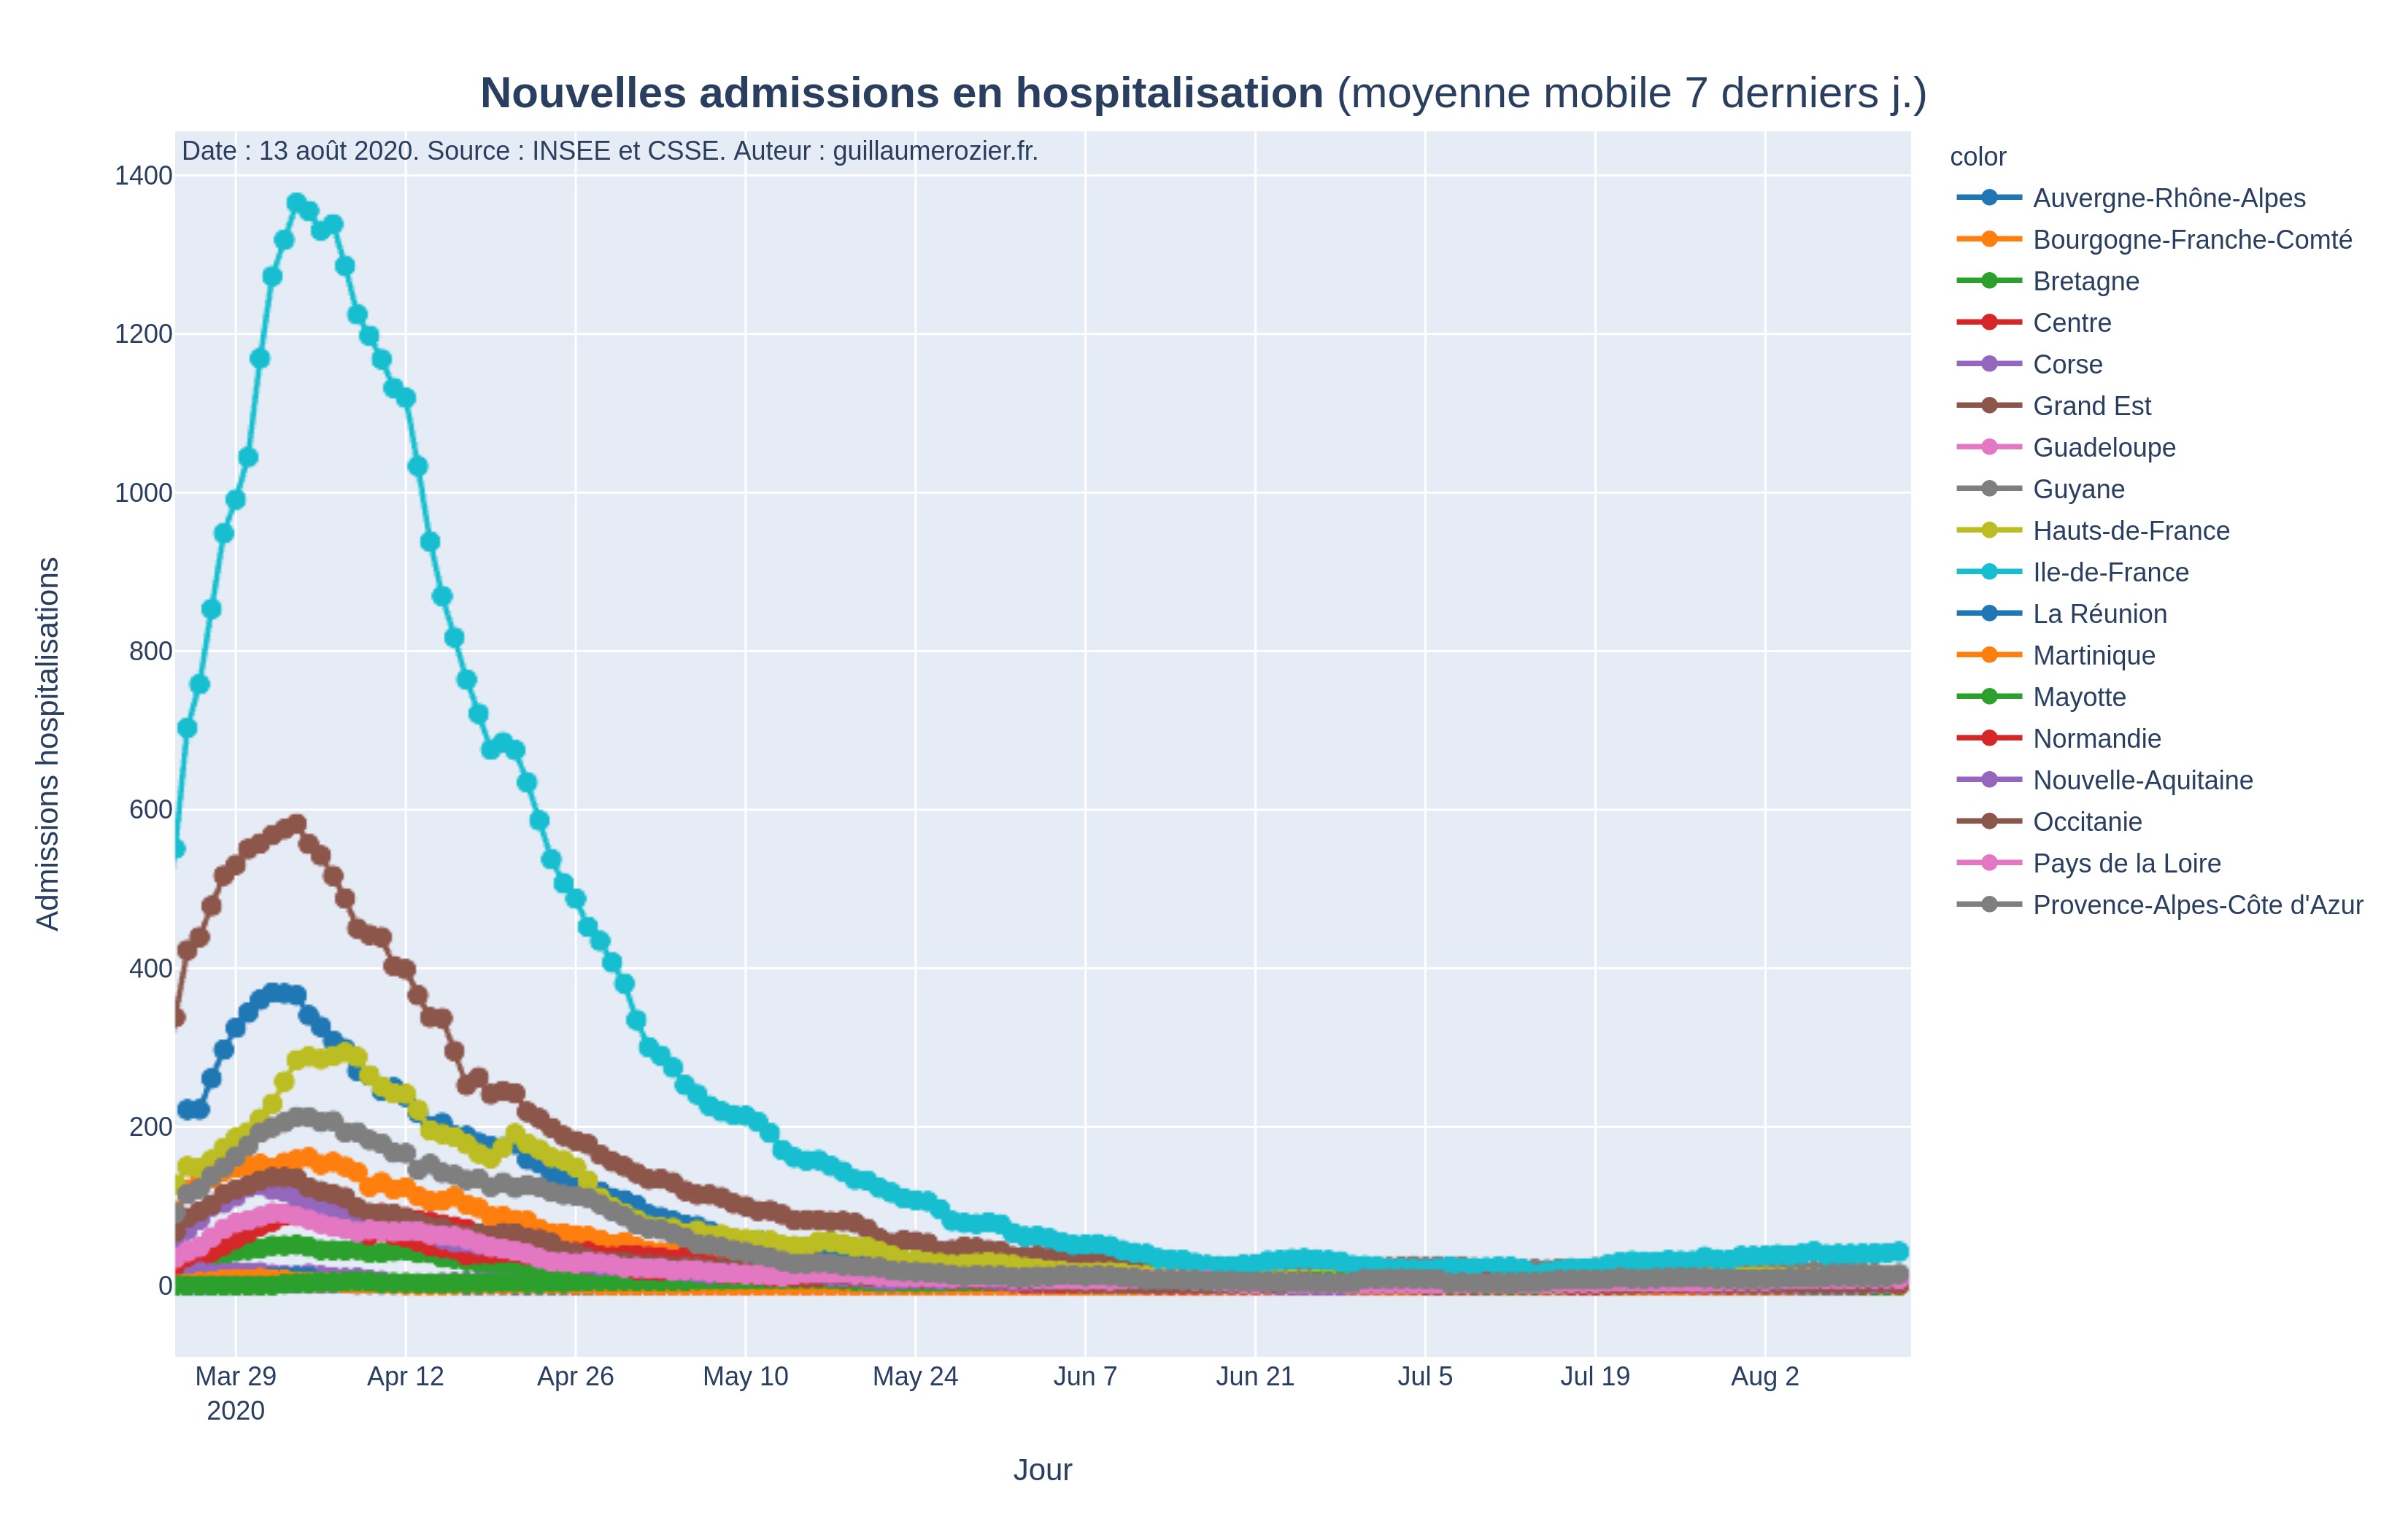 Nouvelles admissions en hospitalisation (moyenne mobile 7 derniers j.)
Date : 13 août 2020. Source : INSEE et CSSE. Auteur : guillaumerozier.fr.
Admissions hospitalisations
1400
1200
1000
800
600
400
200
0
Mar 29
2020
Apr 12
Apr 26
May 10
May 24
Jun 7
Jun 21
Jul 5
Jul 19
Aug 2
Jour
color
Auvergne-Rhône-Alpes
Bourgogne-Franche-Comté
Bretagne
Centre
Corse
Grand Est
Guadeloupe
Guyane
Hauts-de-France
Ile-de-France
La Réunion
Martinique
Mayotte
Normandie
Nouvelle-Aquitaine
Occitanie
Pays de la Loire
Provence-Alpes-Côte d'Azur